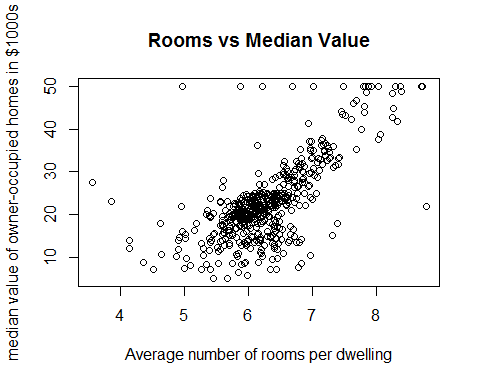 Rooms vs Median Value
median value of owner-occupied homes in $1000s
50
40
30
20
10
4 5 6 7 8
Average number of rooms per dwelling